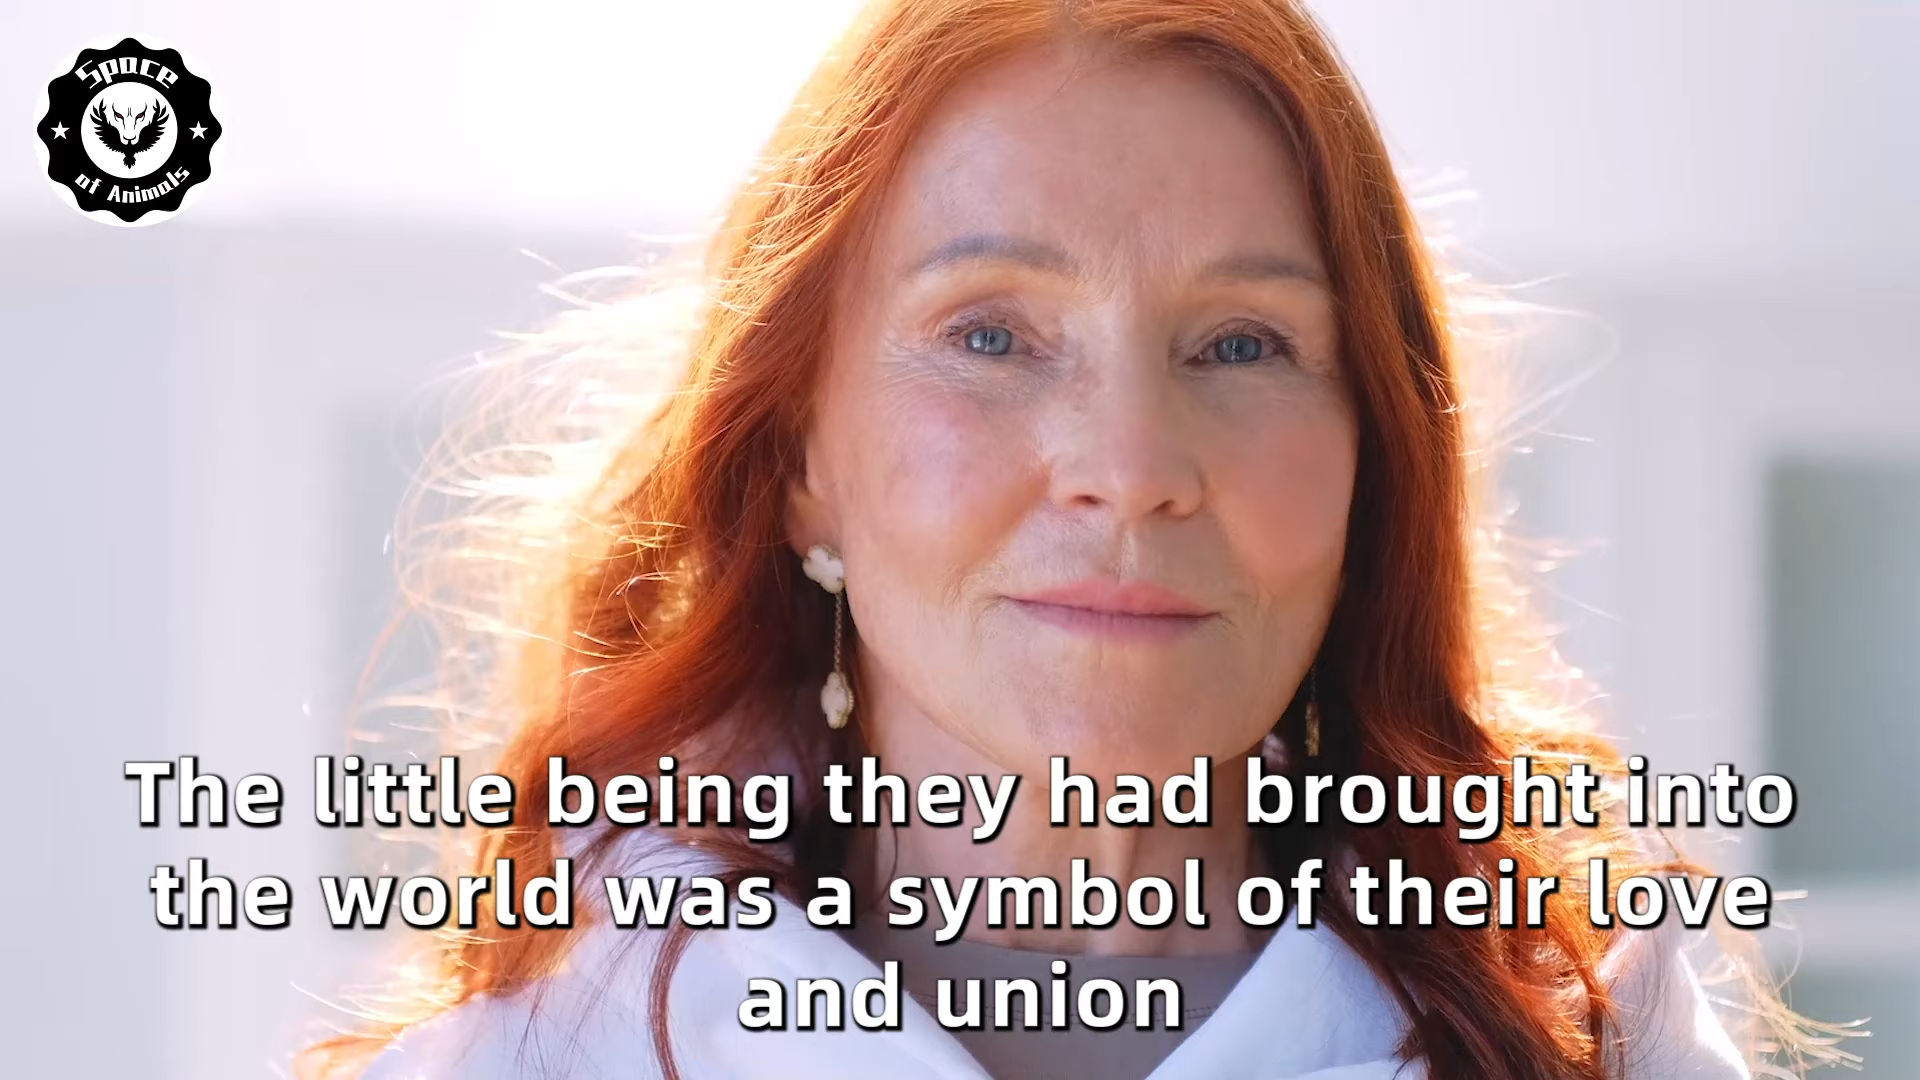 Space
of Animals
The little being they had brought into
the world was a symbol of their love
and union